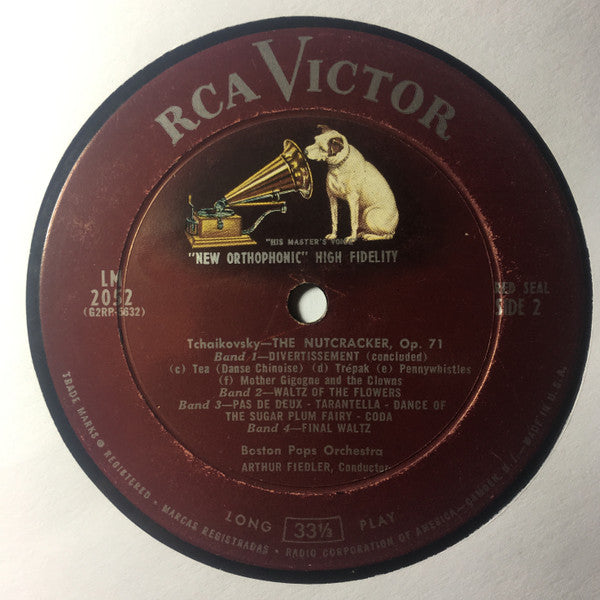 RCA VICTOR
"HIS MASTER'S VOICE"
"NEW ORTHOPHONIC" HIGH FIDELITY
LM
2052
RED SEAL
SIDE 2
Tchaikovsky—THE NUTCRACKER, Op. 71
Band 1—DIVERTISSEMENT (concluded)
(c) Tea (Danse Chinoise) (d) Trépak (e) Pennywhistles
(f) Mother Gigogne and the Clowns
Band 2—WALTZ OF THE FLOWERS
Band 3—PAS DE DEUX - TARANTELLA - DANCE OF
THE SUGAR PLUM FAIRY - CODA
Band 4—FINAL WALTZ
Boston Pops Orchestra
ARTHUR FIEDLER, Conductor
LONG 33⅓ PLAY
TRADE MARKS ® REGISTERED • MARCAS REGISTRADAS • RADIO CORPORATION OF AMERICA—CAMDEN, N. J.—MADE IN U.S.A.